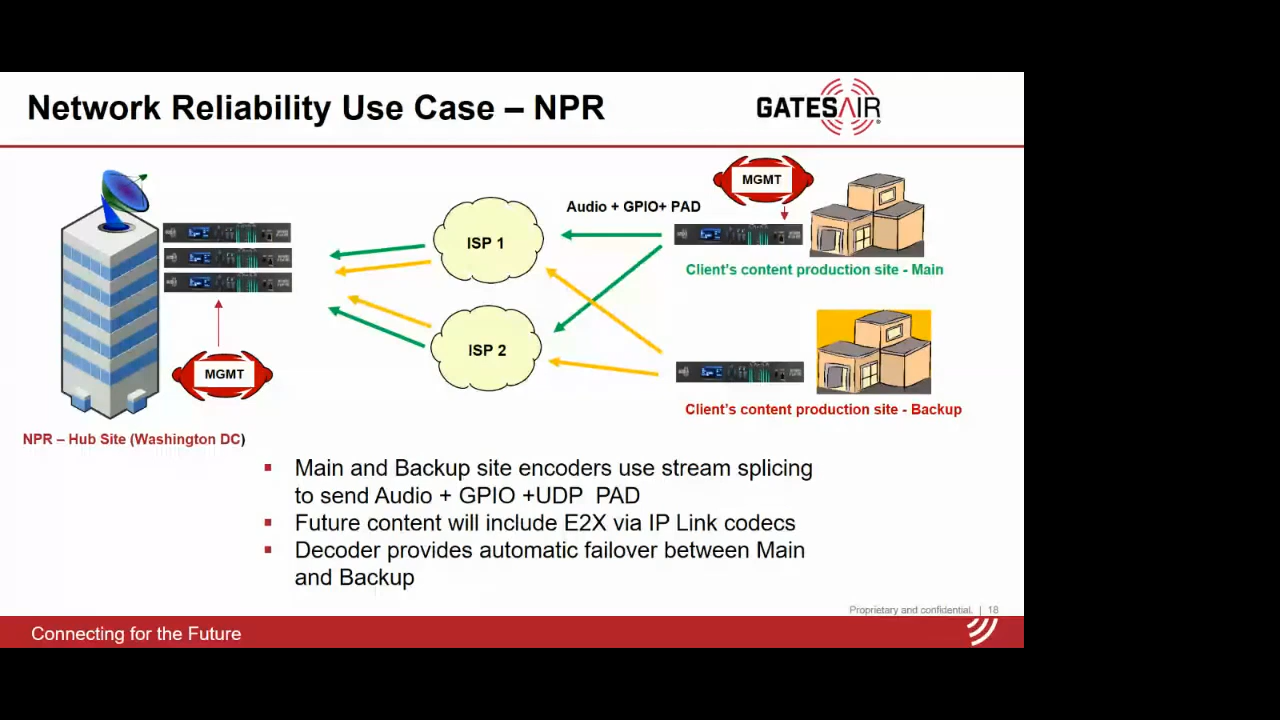 Network Reliability Use Case – NPR
GATESAIR
MGMT
Audio + GPIO+ PAD
ISP 1
Client's content production site - Main
ISP 2
MGMT
Client's content production site - Backup
NPR – Hub Site (Washington DC)
Main and Backup site encoders use stream splicing
to send Audio + GPIO +UDP PAD
Future content will include E2X via IP Link codecs
Decoder provides automatic failover between Main
and Backup
Proprietary and confidential. | 18
Connecting for the Future